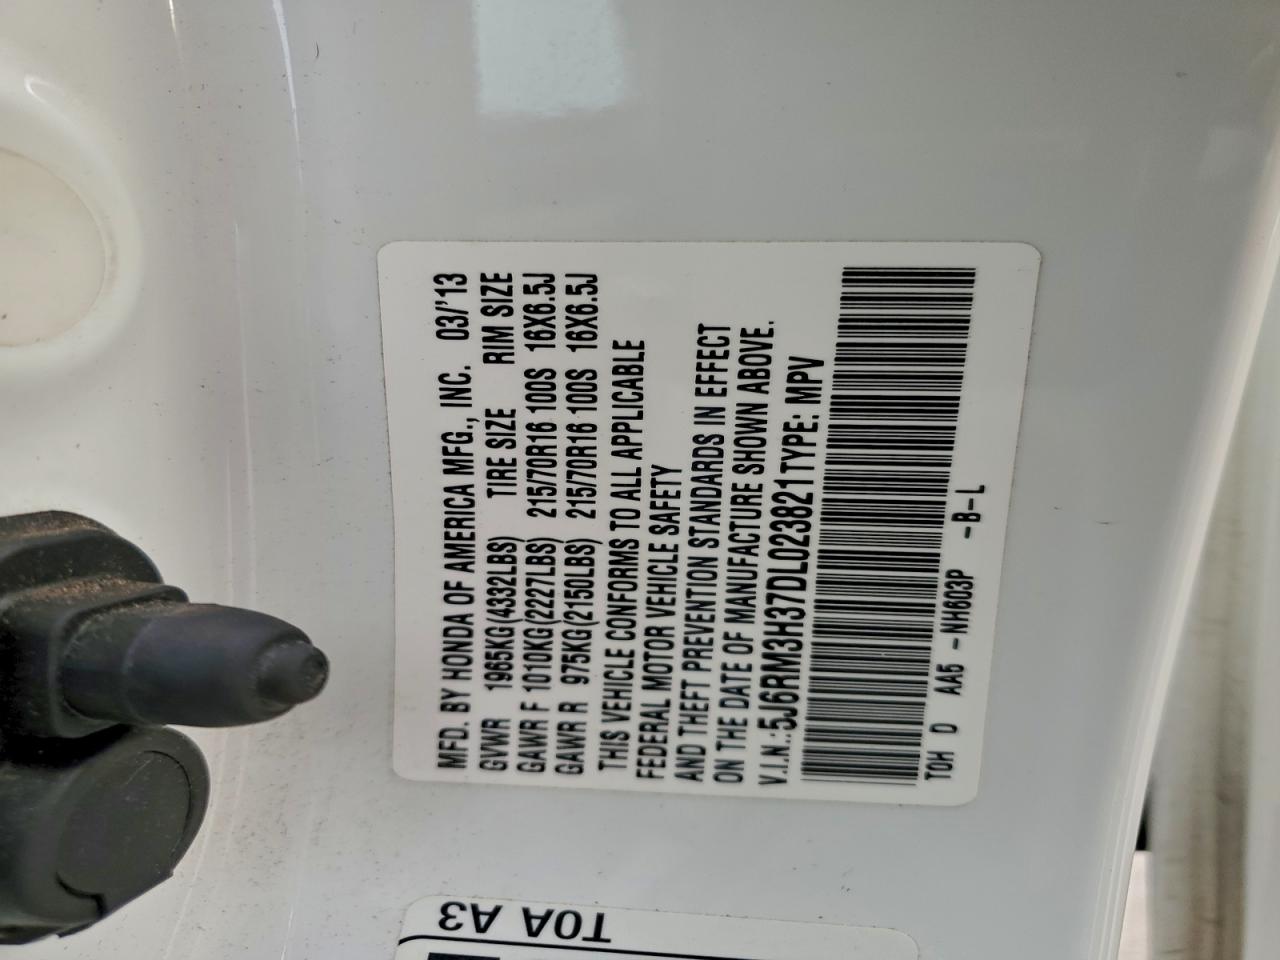 MFD. BY HONDA OF AMERICA MFG., INC. 03/'13
GVWR 1965KG(4332LBS) TIRE SIZE RIM SIZE
GAWR F 1010KG(2227LBS) 215/70R16 100S 16X6.5J
GAWR R 975KG(2150LBS) 215/70R16 100S 16X6.5J
THIS VEHICLE CONFORMS TO ALL APPLICABLE
FEDERAL MOTOR VEHICLE SAFETY
AND THEFT PREVENTION STANDARDS IN EFFECT
ON THE DATE OF MANUFACTURE SHOWN ABOVE.
V.I.N.:5J6RM3H37DL023821TYPE: MPV
T0H D AA5 -NH603P -B-L
T0A A3